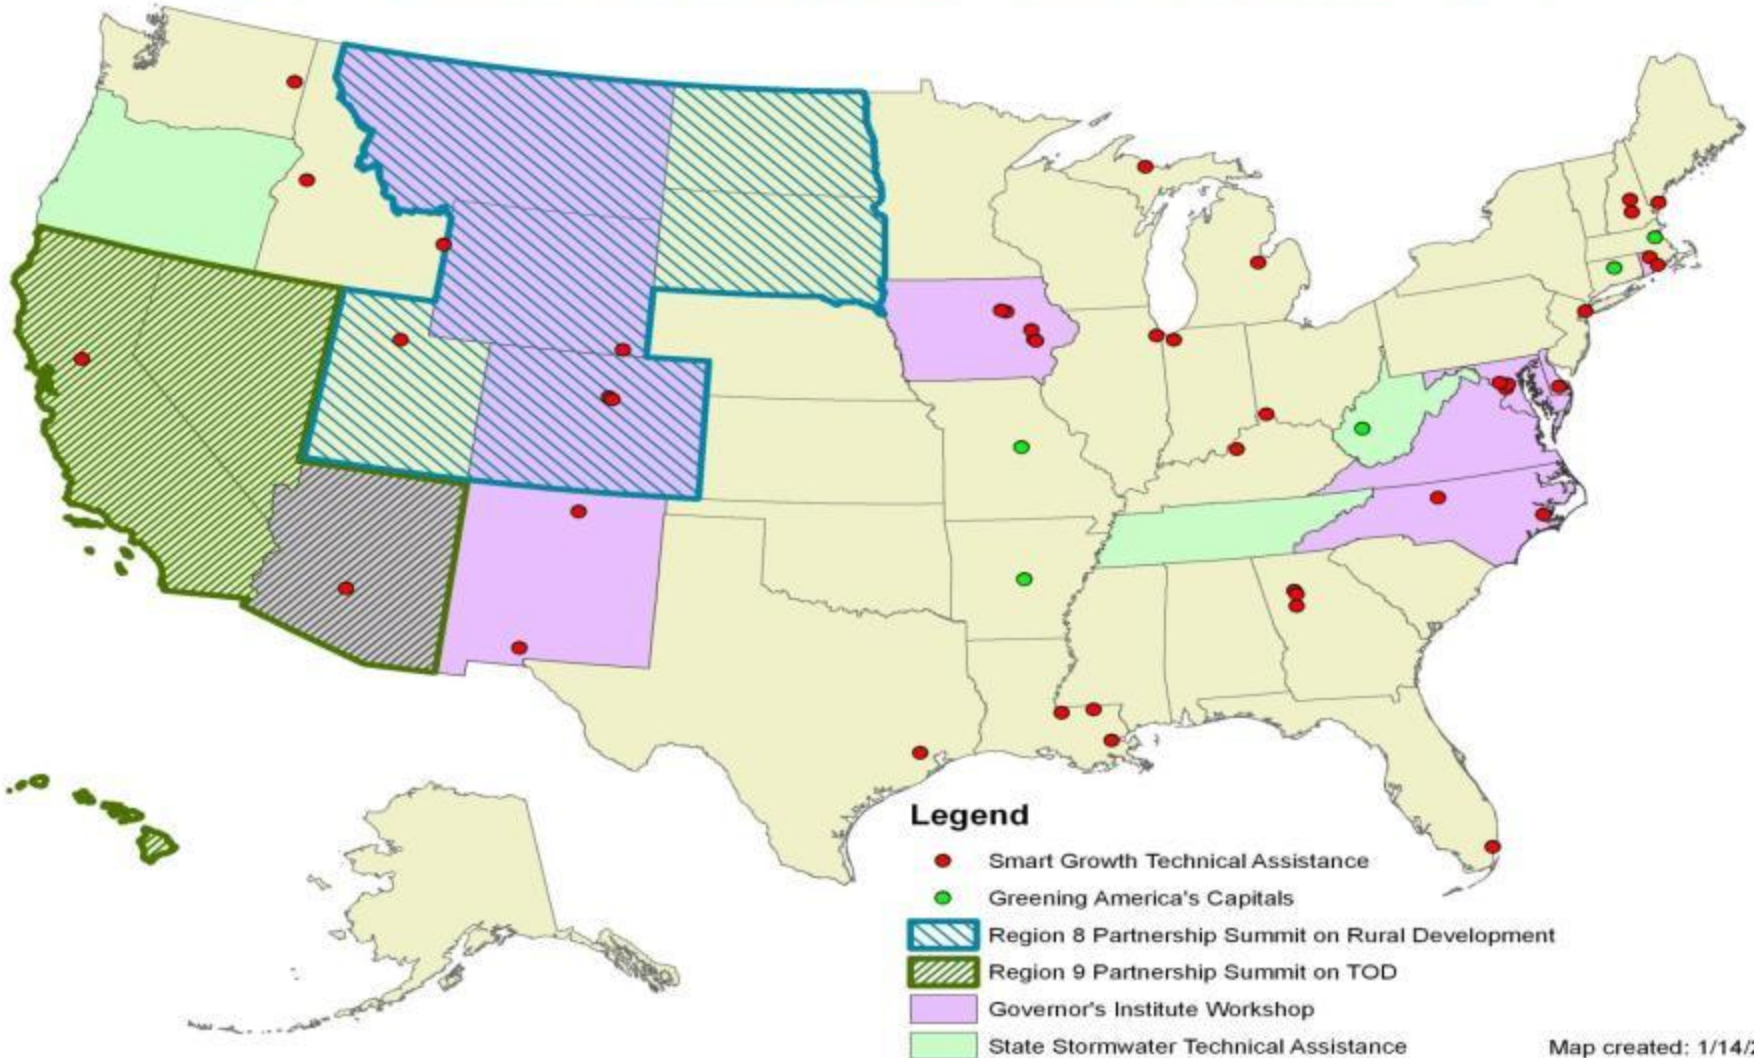 Legend
Smart Growth Technical Assistance
Greening America's Capitals
Region 8 Partnership Summit on Rural Development
Region 9 Partnership Summit on TOD
Governor's Institute Workshop
State Stormwater Technical Assistance
Map created: 1/14/2